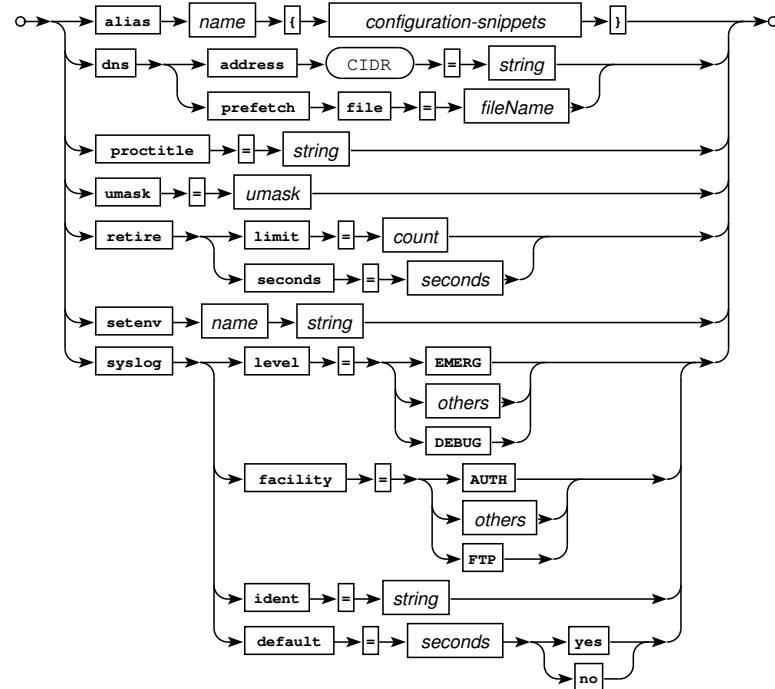 alias name { configuration-snippets }
dns address CIDR = string
prefetch file = fileName
proctitle = string
umask = umask
retire limit = count
seconds = seconds
setenv name string
syslog level = EMERG
others
DEBUG
facility = AUTH
others
FTP
ident = string
default = seconds yes
no